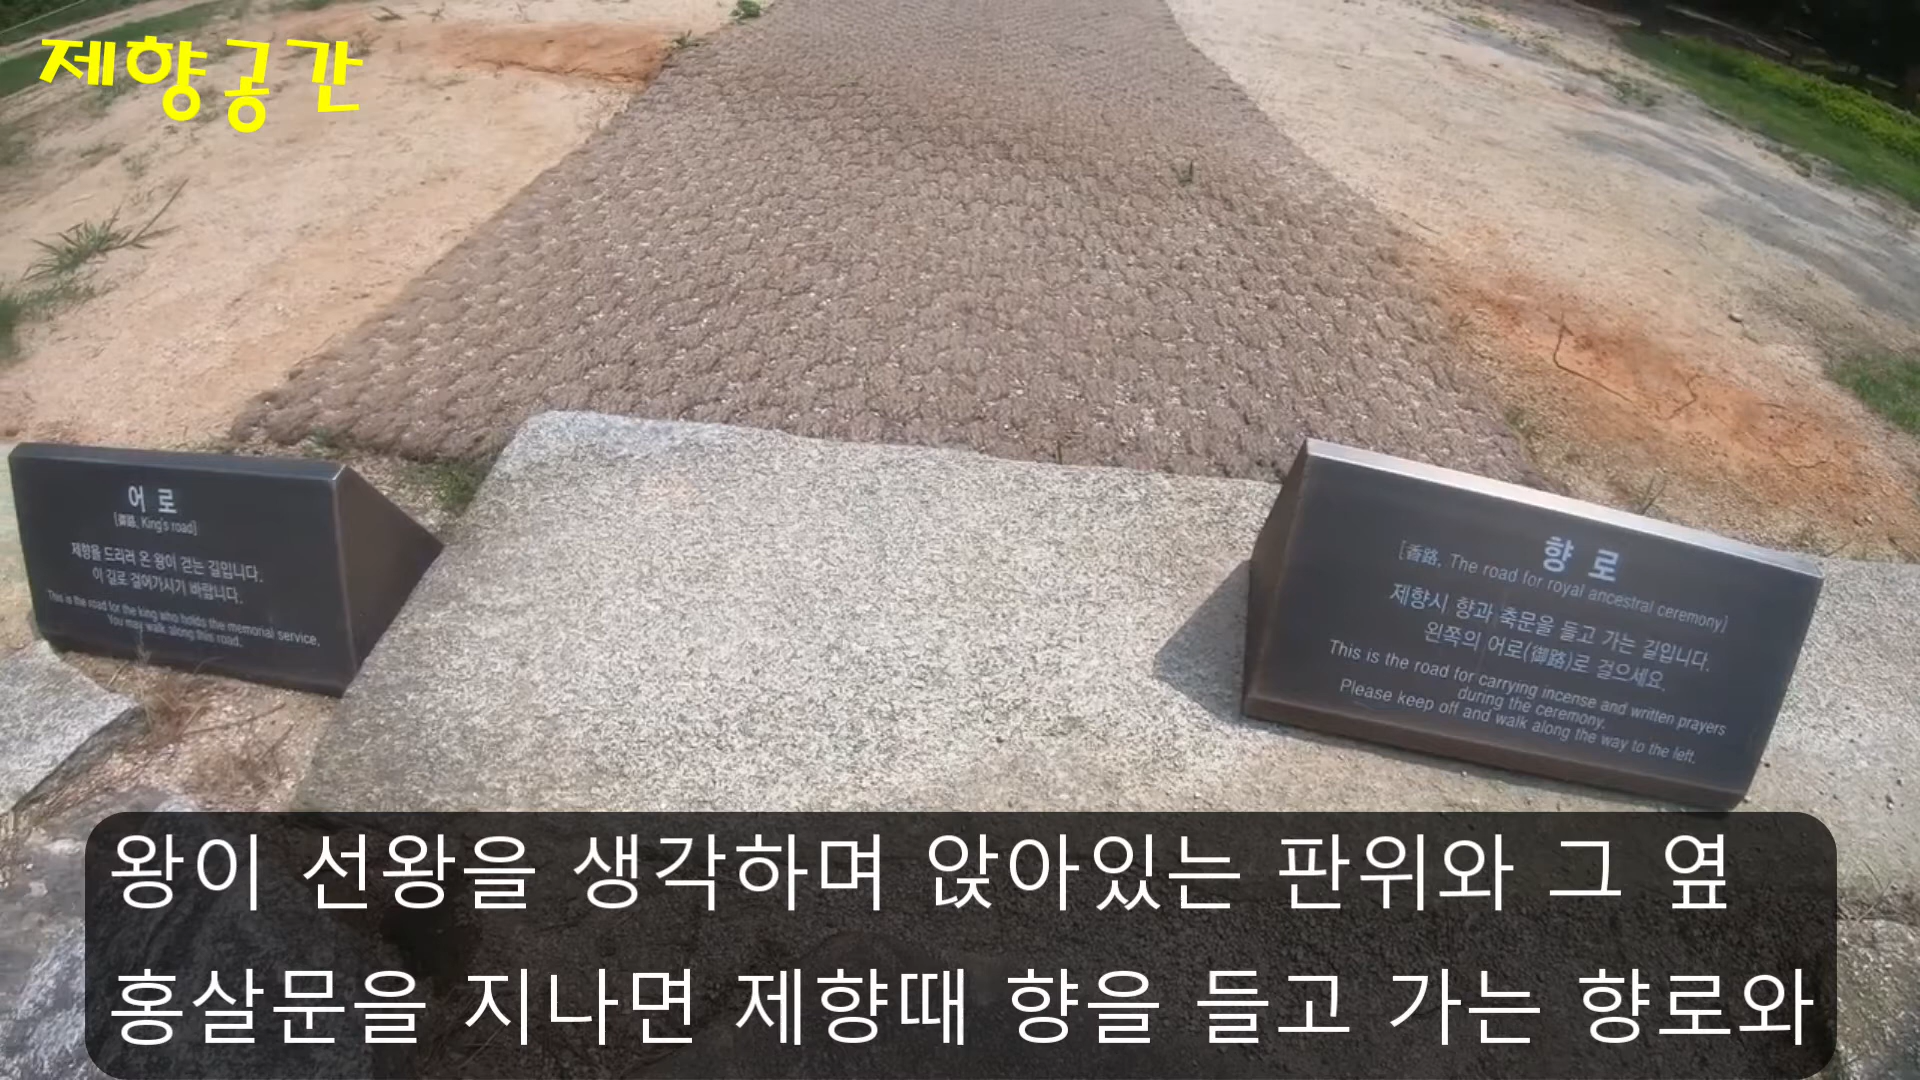 제향공간
어 로
[御路, King's road]
제향을 드리러 온 왕이 걷는 길입니다.
이 길로 걸어가시기 바랍니다.
This is the road for the king who holds the memorial service.
You may walk along this road.
향 로
[香路, The road for royal ancestral ceremony]
제향시 향과 축문을 들고 가는 길입니다.
왼쪽의 어로(御路)로 걸으세요.
This is the road for carrying incense and written prayers
during the ceremony.
Please keep off and walk along the way to the left.
왕이 선왕을 생각하며 앉아있는 판위와 그 옆
홍살문을 지나면 제향때 향을 들고 가는 향로와